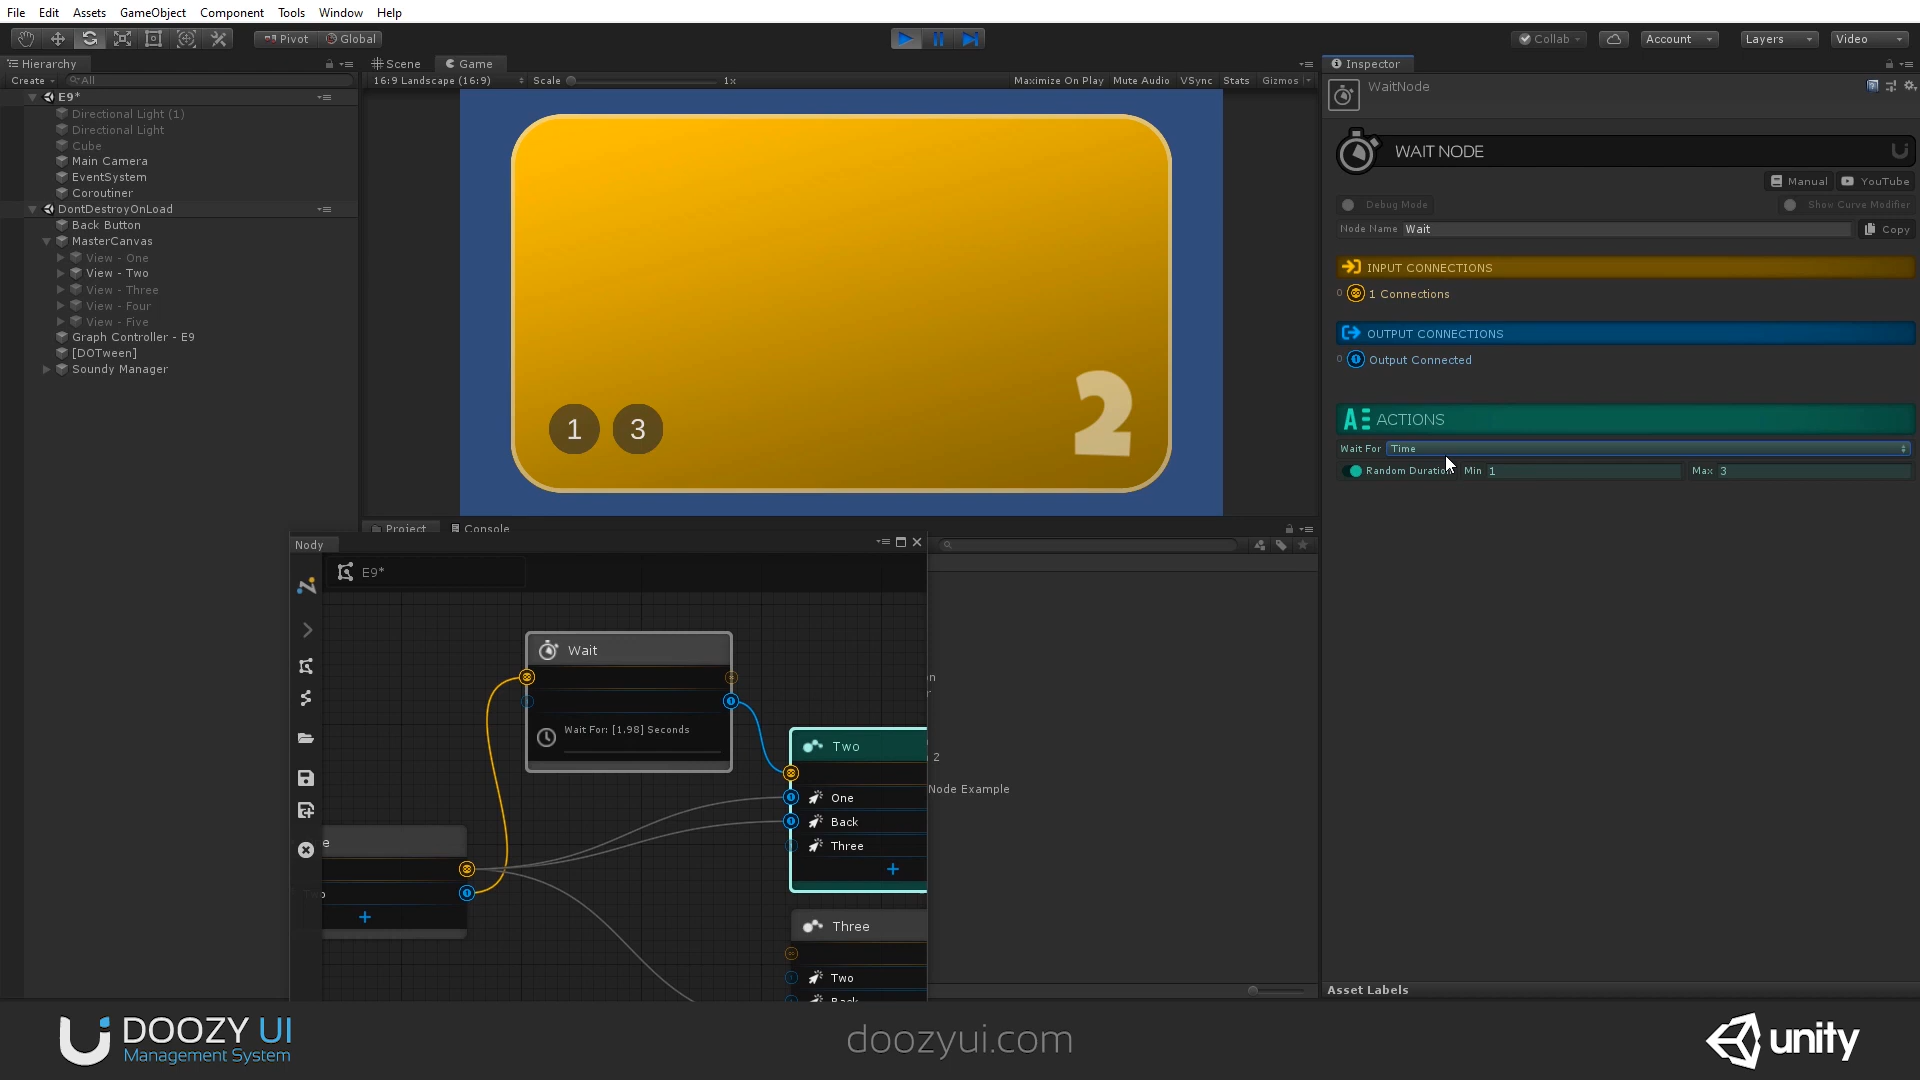 File Edit Assets GameObject Component Tools Window Help
Pivot Global Collab Account Layers Video
Hierarchy
Create All
E9*
Directional Light (1)
Directional Light
Cube
Main Camera
EventSystem
Coroutiner
DontDestroyOnLoad
Back Button
MasterCanvas
View - One
View - Two
View - Three
View - Four
View - Five
Graph Controller - E9
[DOTween]
Soundy Manager
Scene Game
16:9 Landscape (16:9) Scale 1x Maximize On Play Mute Audio VSync Stats Gizmos
1 3 2
Project Console
Nody
E9*
Wait
Wait For: [1.98] Seconds
Two
One
Back
Three
Three
Two
Back
2
Node Example
Inspector
WaitNode
WAIT NODE
Manual YouTube
Debug Mode Show Curve Modifier
Node Name Wait Copy
INPUT CONNECTIONS
0 1 Connections
OUTPUT CONNECTIONS
0 Output Connected
ACTIONS
Wait For Time
Random Duration Min 1 Max 3
Asset Labels
DOOZY UI
Management System
doozyui.com
unity